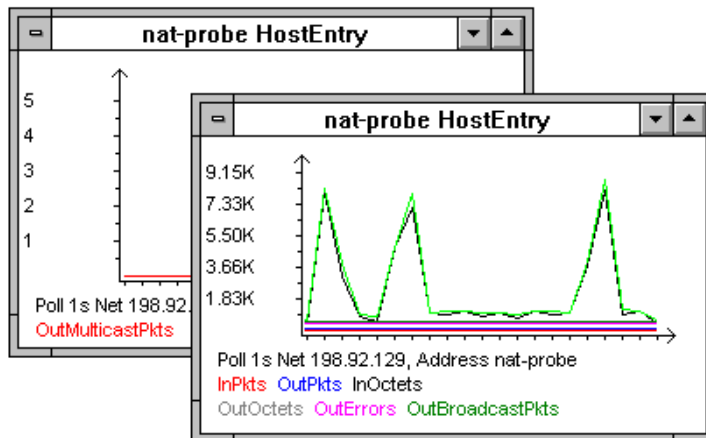 nat-probe HostEntry
5
4
3
2
1
Poll 1s Net 198.92.
OutMulticastPkts
nat-probe HostEntry
9.15K
7.33K
5.50K
3.66K
1.83K
Poll 1s Net 198.92.129, Address nat-probe
InPkts OutPkts InOctets
OutOctets OutErrors OutBroadcastPkts